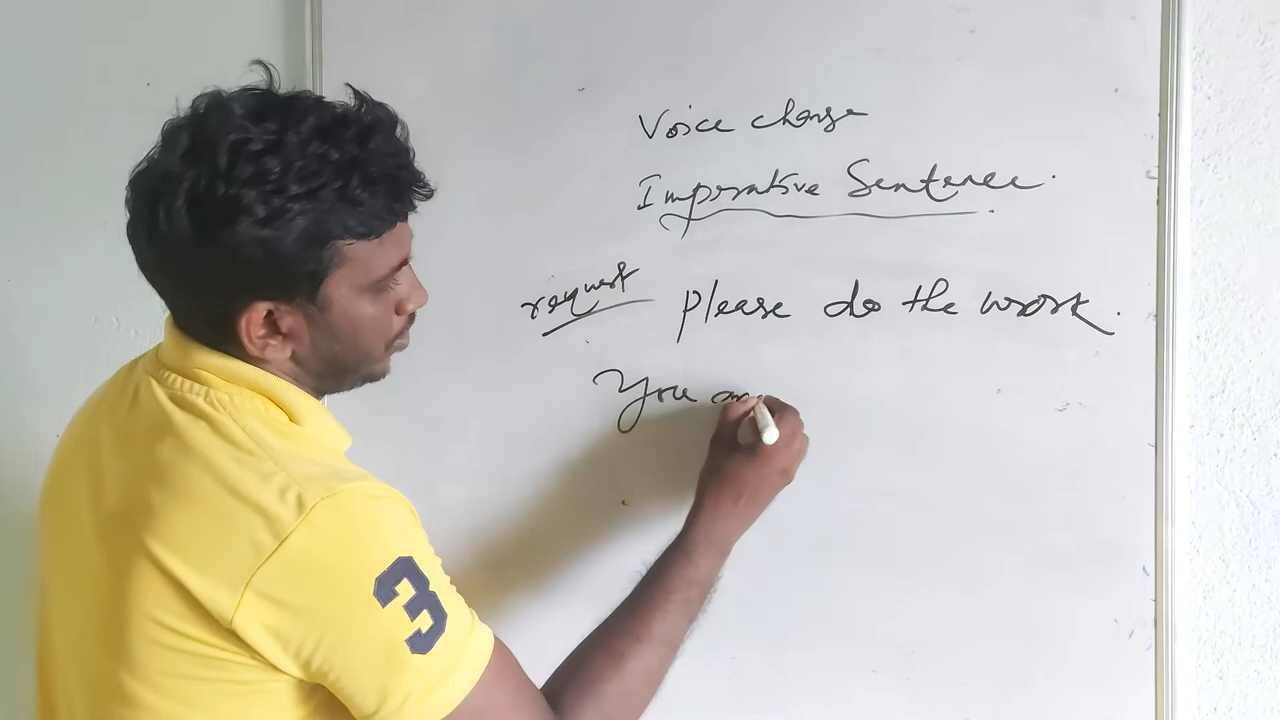 Voice change
Imperative Sentence.
request please do the work.
You
3